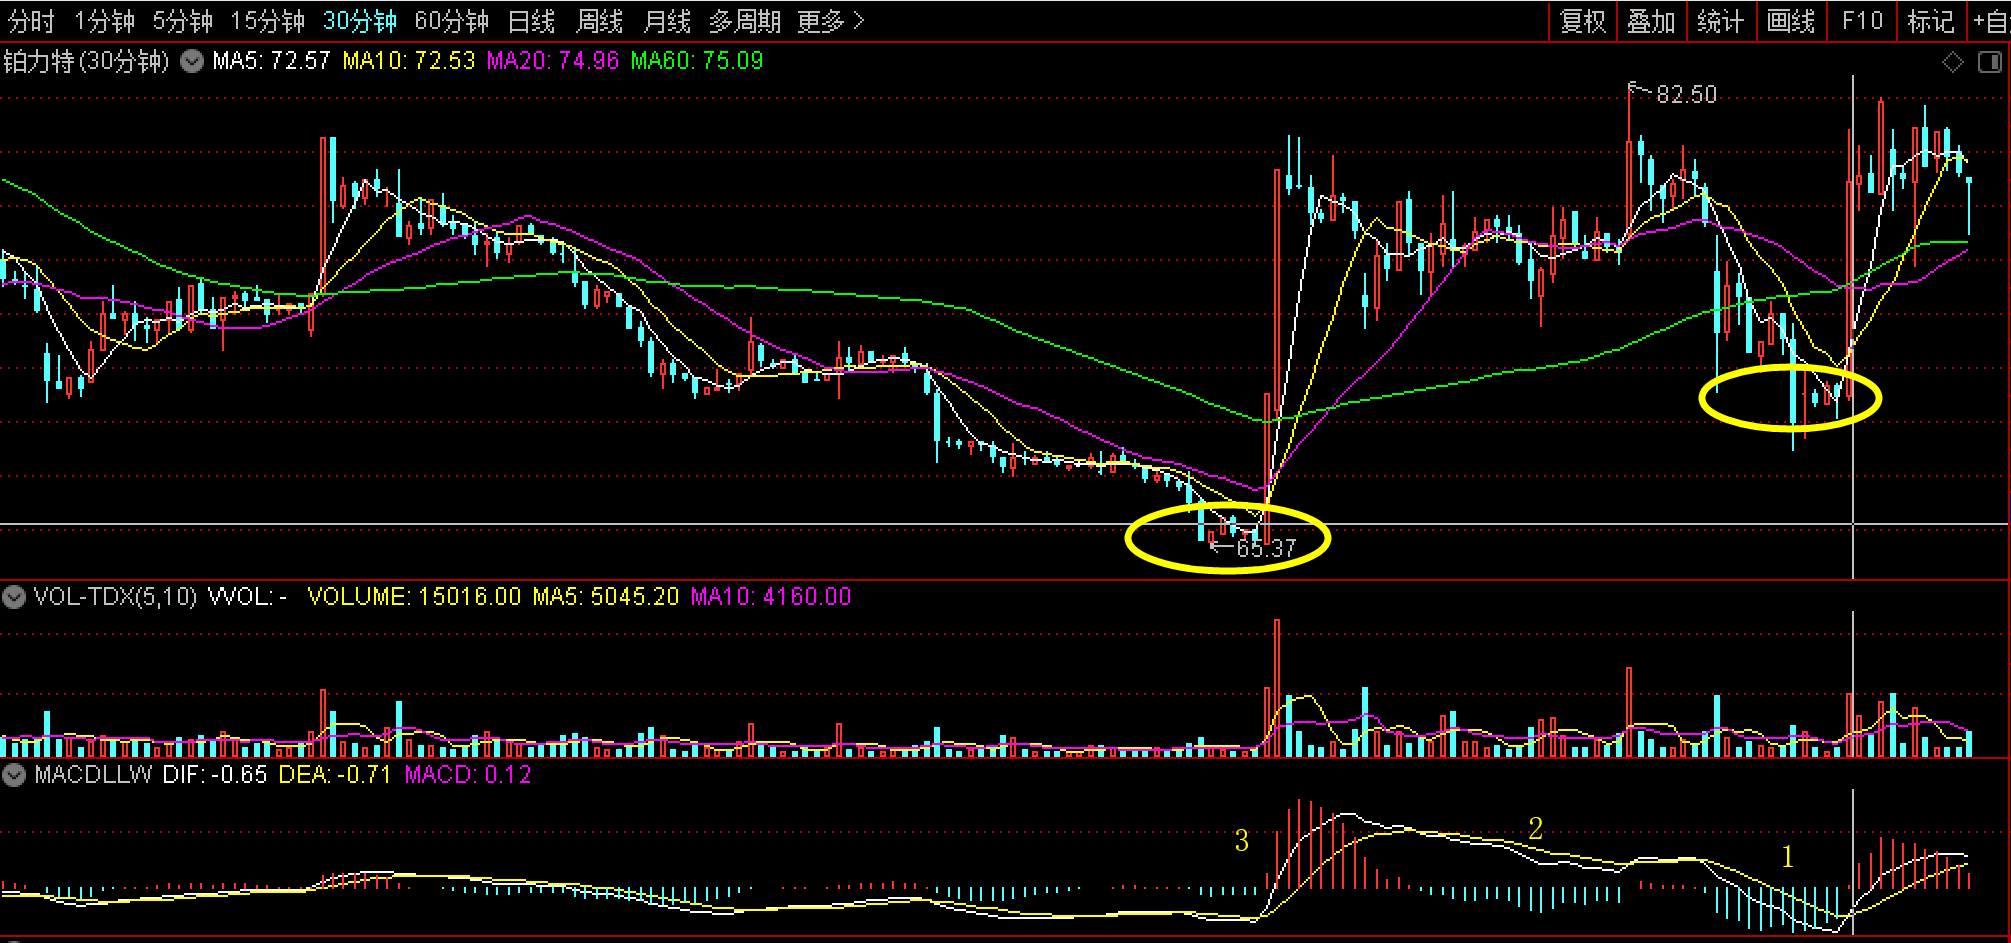 分时 1分钟 5分钟 15分钟 30分钟 60分钟 日线 周线 月线 多周期 更多 > 复权 叠加 统计 画线 F10 标记 +自
铂力特(30分钟) MA5: 72.57 MA10: 72.53 MA20: 74.96 MA60: 75.09
82.50
65.37
VOL-TDX(5,10) VVOL: - VOLUME: 15016.00 MA5: 5045.20 MA10: 4160.00
MACDLLW DIF: -0.65 DEA: -0.71 MACD: 0.12
3 2 1